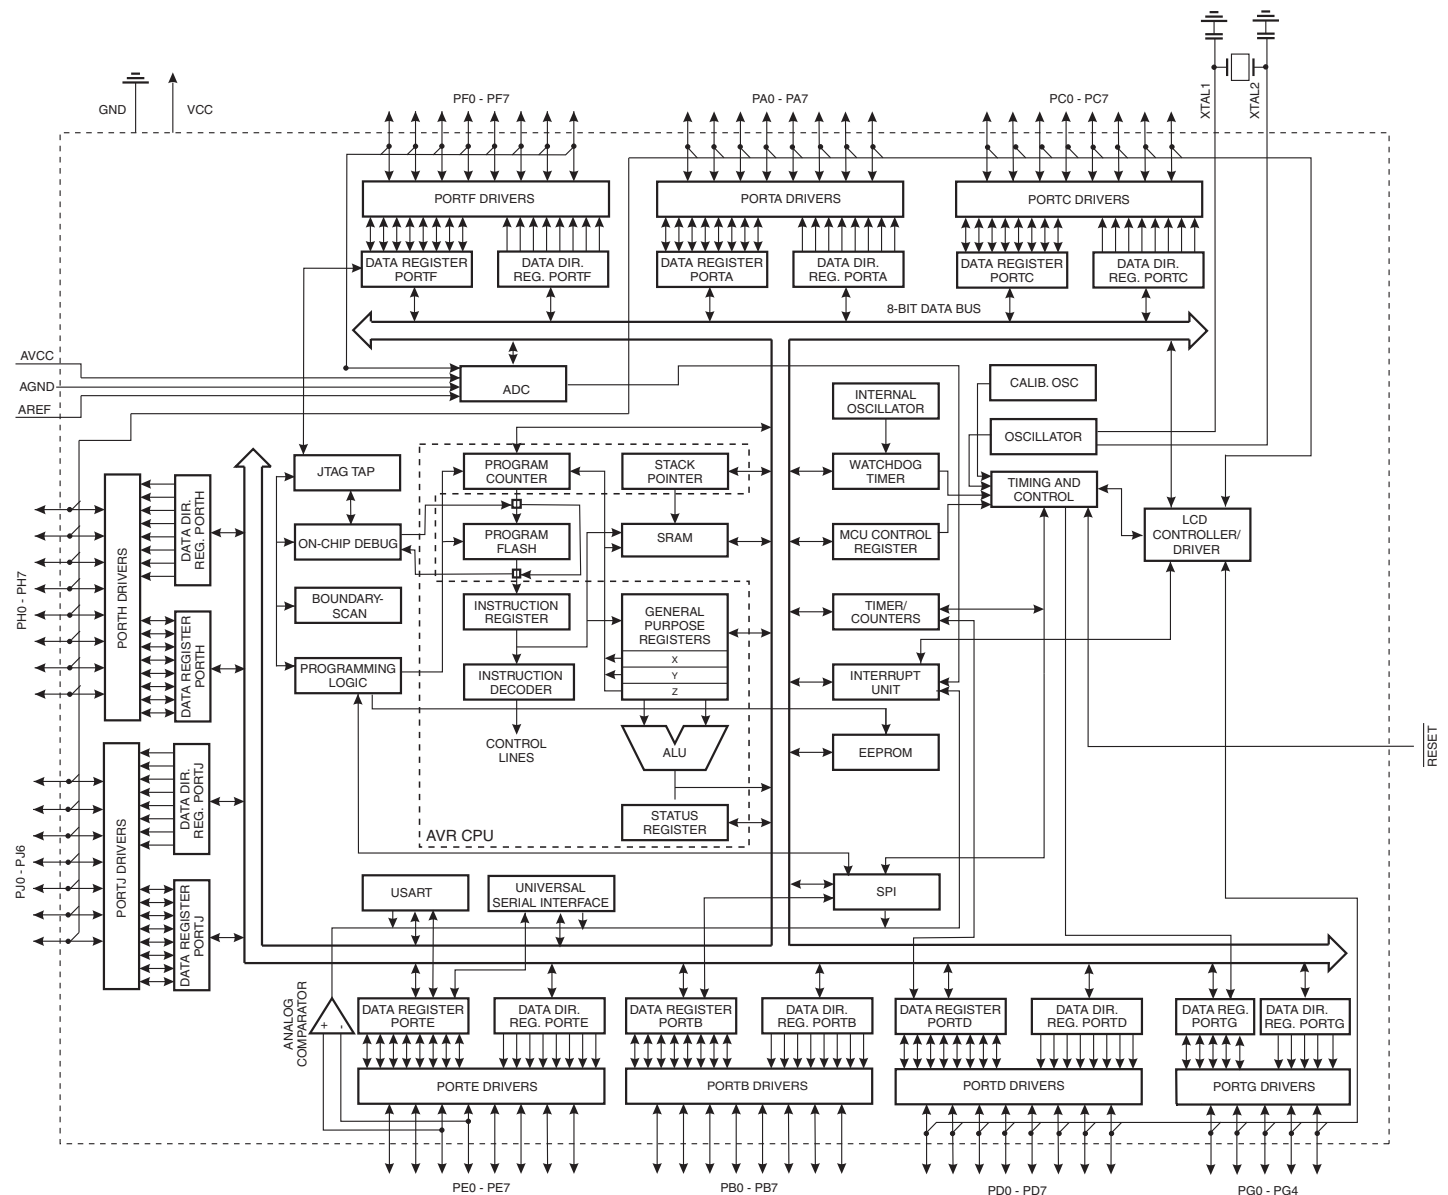 XTAL1
XTAL2
GND
VCC
PF0 - PF7
PA0 - PA7
PC0 - PC7
PORTF DRIVERS
PORTA DRIVERS
PORTC DRIVERS
DATA REGISTER
PORTF
DATA DIR.
REG. PORTF
DATA REGISTER
PORTA
DATA DIR.
REG. PORTA
DATA REGISTER
PORTC
DATA DIR.
REG. PORTC
8-BIT DATA BUS
AVCC
AGND
AREF
ADC
CALIB. OSC
INTERNAL
OSCILLATOR
OSCILLATOR
JTAG TAP
PROGRAM
COUNTER
STACK
POINTER
WATCHDOG
TIMER
TIMING AND
CONTROL
ON-CHIP DEBUG
PROGRAM
FLASH
SRAM
MCU CONTROL
REGISTER
LCD
CONTROLLER/
DRIVER
BOUNDARY-
SCAN
INSTRUCTION
REGISTER
GENERAL
PURPOSE
REGISTERS
X
Y
Z
TIMER/
COUNTERS
PROGRAMMING
LOGIC
INSTRUCTION
DECODER
INTERRUPT
UNIT
CONTROL
LINES
ALU
EEPROM
RESET
STATUS
REGISTER
AVR CPU
PH0 - PH7
PORTH DRIVERS
DATA DIR.
REG. PORTH
DATA REGISTER
PORTH
PJ0 - PJ6
PORTJ DRIVERS
DATA DIR.
REG. PORTJ
DATA REGISTER
PORTJ
USART
UNIVERSAL
SERIAL INTERFACE
SPI
ANALOG
COMPARATOR
+
-
DATA REGISTER
PORTE
DATA DIR.
REG. PORTE
DATA REGISTER
PORTB
DATA DIR.
REG. PORTB
DATA REGISTER
PORTD
DATA DIR.
REG. PORTD
DATA REG.
PORTG
DATA DIR.
REG. PORTG
PORTE DRIVERS
PORTB DRIVERS
PORTD DRIVERS
PORTG DRIVERS
PE0 - PE7
PB0 - PB7
PD0 - PD7
PG0 - PG4